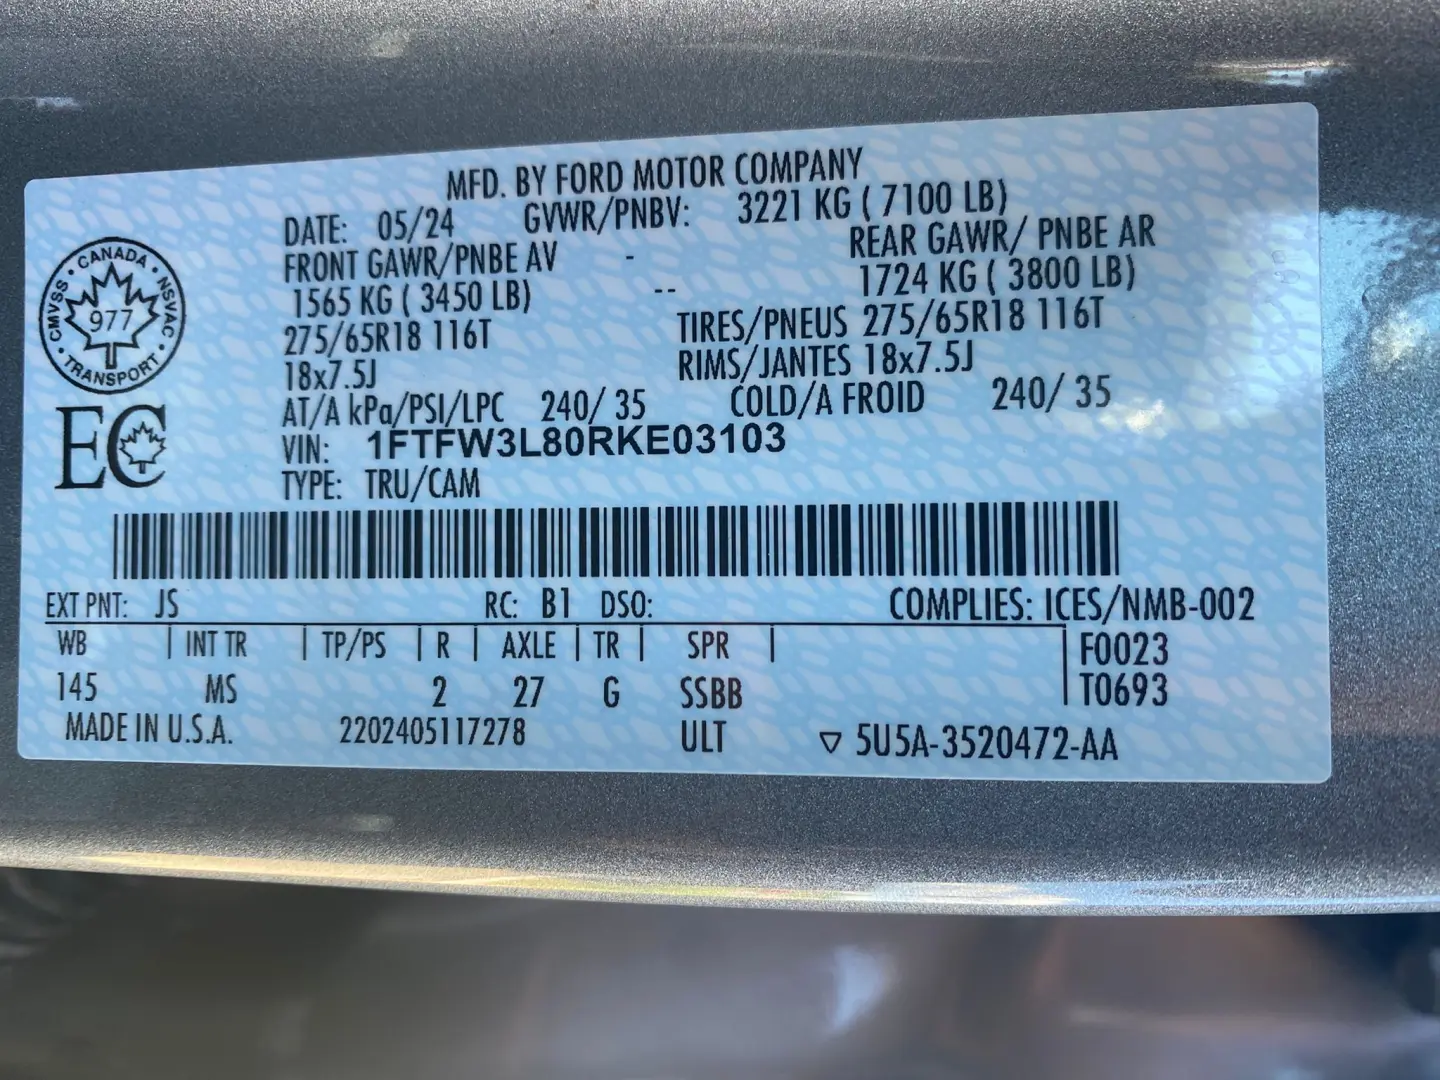 MFD. BY FORD MOTOR COMPANY
DATE: 05/24 GVWR/PNBV: 3221 KG ( 7100 LB)
FRONT GAWR/PNBE AV - REAR GAWR/ PNBE AR
1565 KG ( 3450 LB) -- 1724 KG ( 3800 LB)
275/65R18 116T TIRES/PNEUS 275/65R18 116T
18x7.5J RIMS/JANTES 18x7.5J
AT/A kPa/PSI/LPC 240/ 35 COLD/A FROID 240/ 35
VIN: 1FTFW3L80RKE03103
TYPE: TRU/CAM
CANADA · NSVAC · TRANSPORT · CMVSS ·
977
EC
EXT PNT: JS RC: B1 DSO: COMPLIES: ICES/NMB-002
WB | INT TR | TP/PS | R | AXLE | TR | SPR | F0023
145 MS 2 27 G SSBB T0693
MADE IN U.S.A. 2202405117278 ULT ▽ 5U5A-3520472-AA